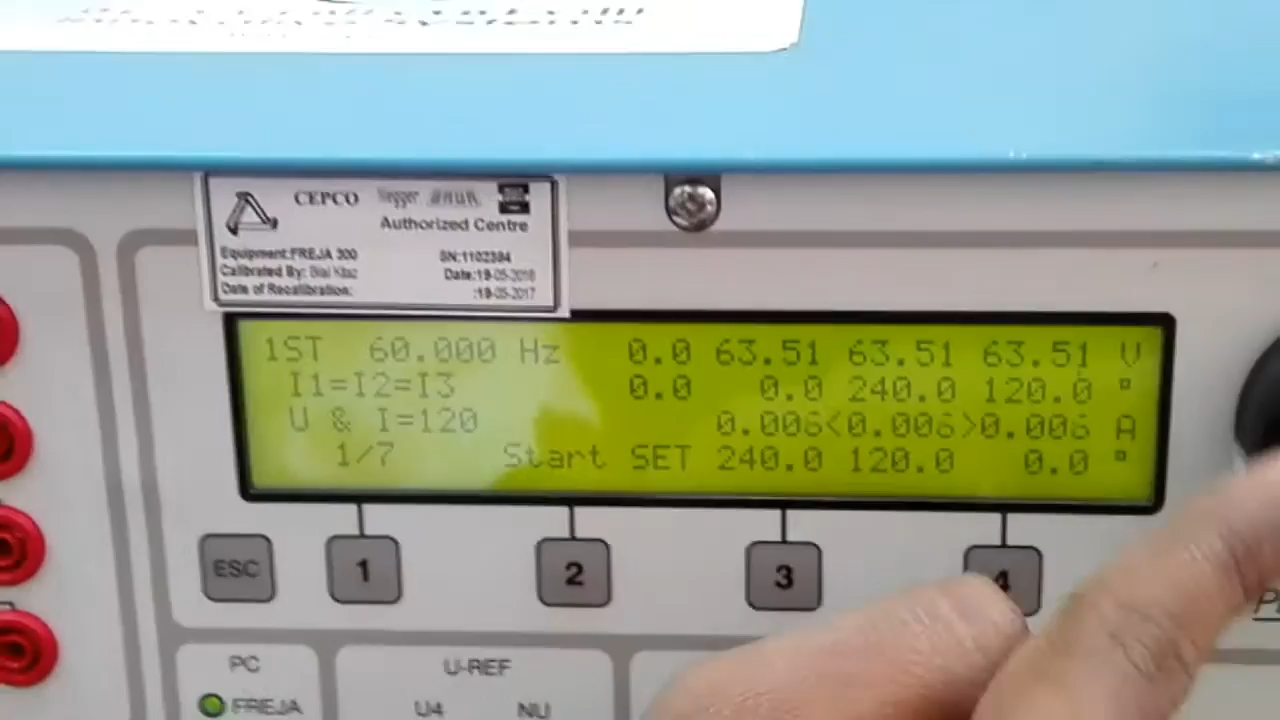 CEPCO Megger
Authorized Centre
Equipment:FREJA 300 SN:1102384
Calibrated By: Date:19-05-2016
Date of Recalibration: :19-05-2017
1ST 60.000 Hz 0.0 63.51 63.51 63.51 V
I1=I2=I3 0.0 0.0 240.0 120.0 °
U & I=120 0.006<0.006>0.006 A
1/7 Start SET 240.0 120.0 0.0 °
ESC 1 2 3 4
PC U-REF
FREJA U4 NU